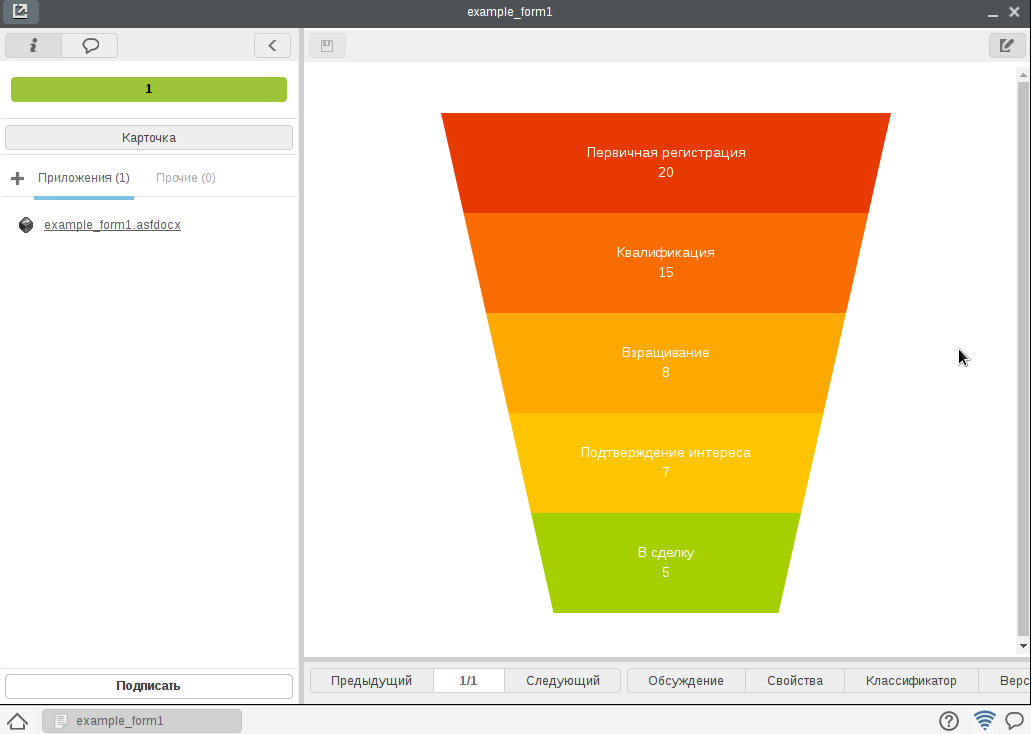 example_form1
1
Карточка
Приложения (1)
Прочие (0)
example_form1.asfdocx
Подписать
Первичная регистрация
20
Квалификация
15
Взращивание
8
Подтверждение интереса
7
В сделку
5
Предыдущий
1/1
Следующий
Обсуждение
Свойства
Классификатор
Верс
example_form1